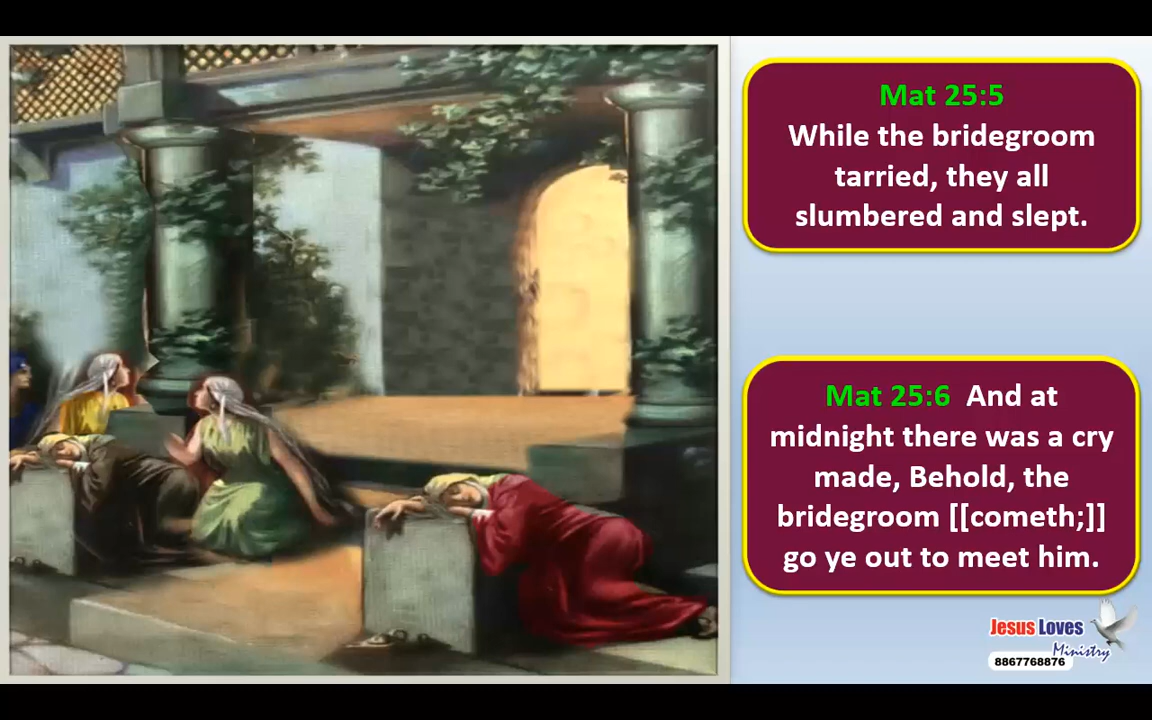 Mat 25:5
While the bridegroom
tarried, they all
slumbered and slept.
Mat 25:6 And at
midnight there was a cry
made, Behold, the
bridegroom [[cometh;]]
go ye out to meet him.
Jesus Loves
Ministry
8867768876